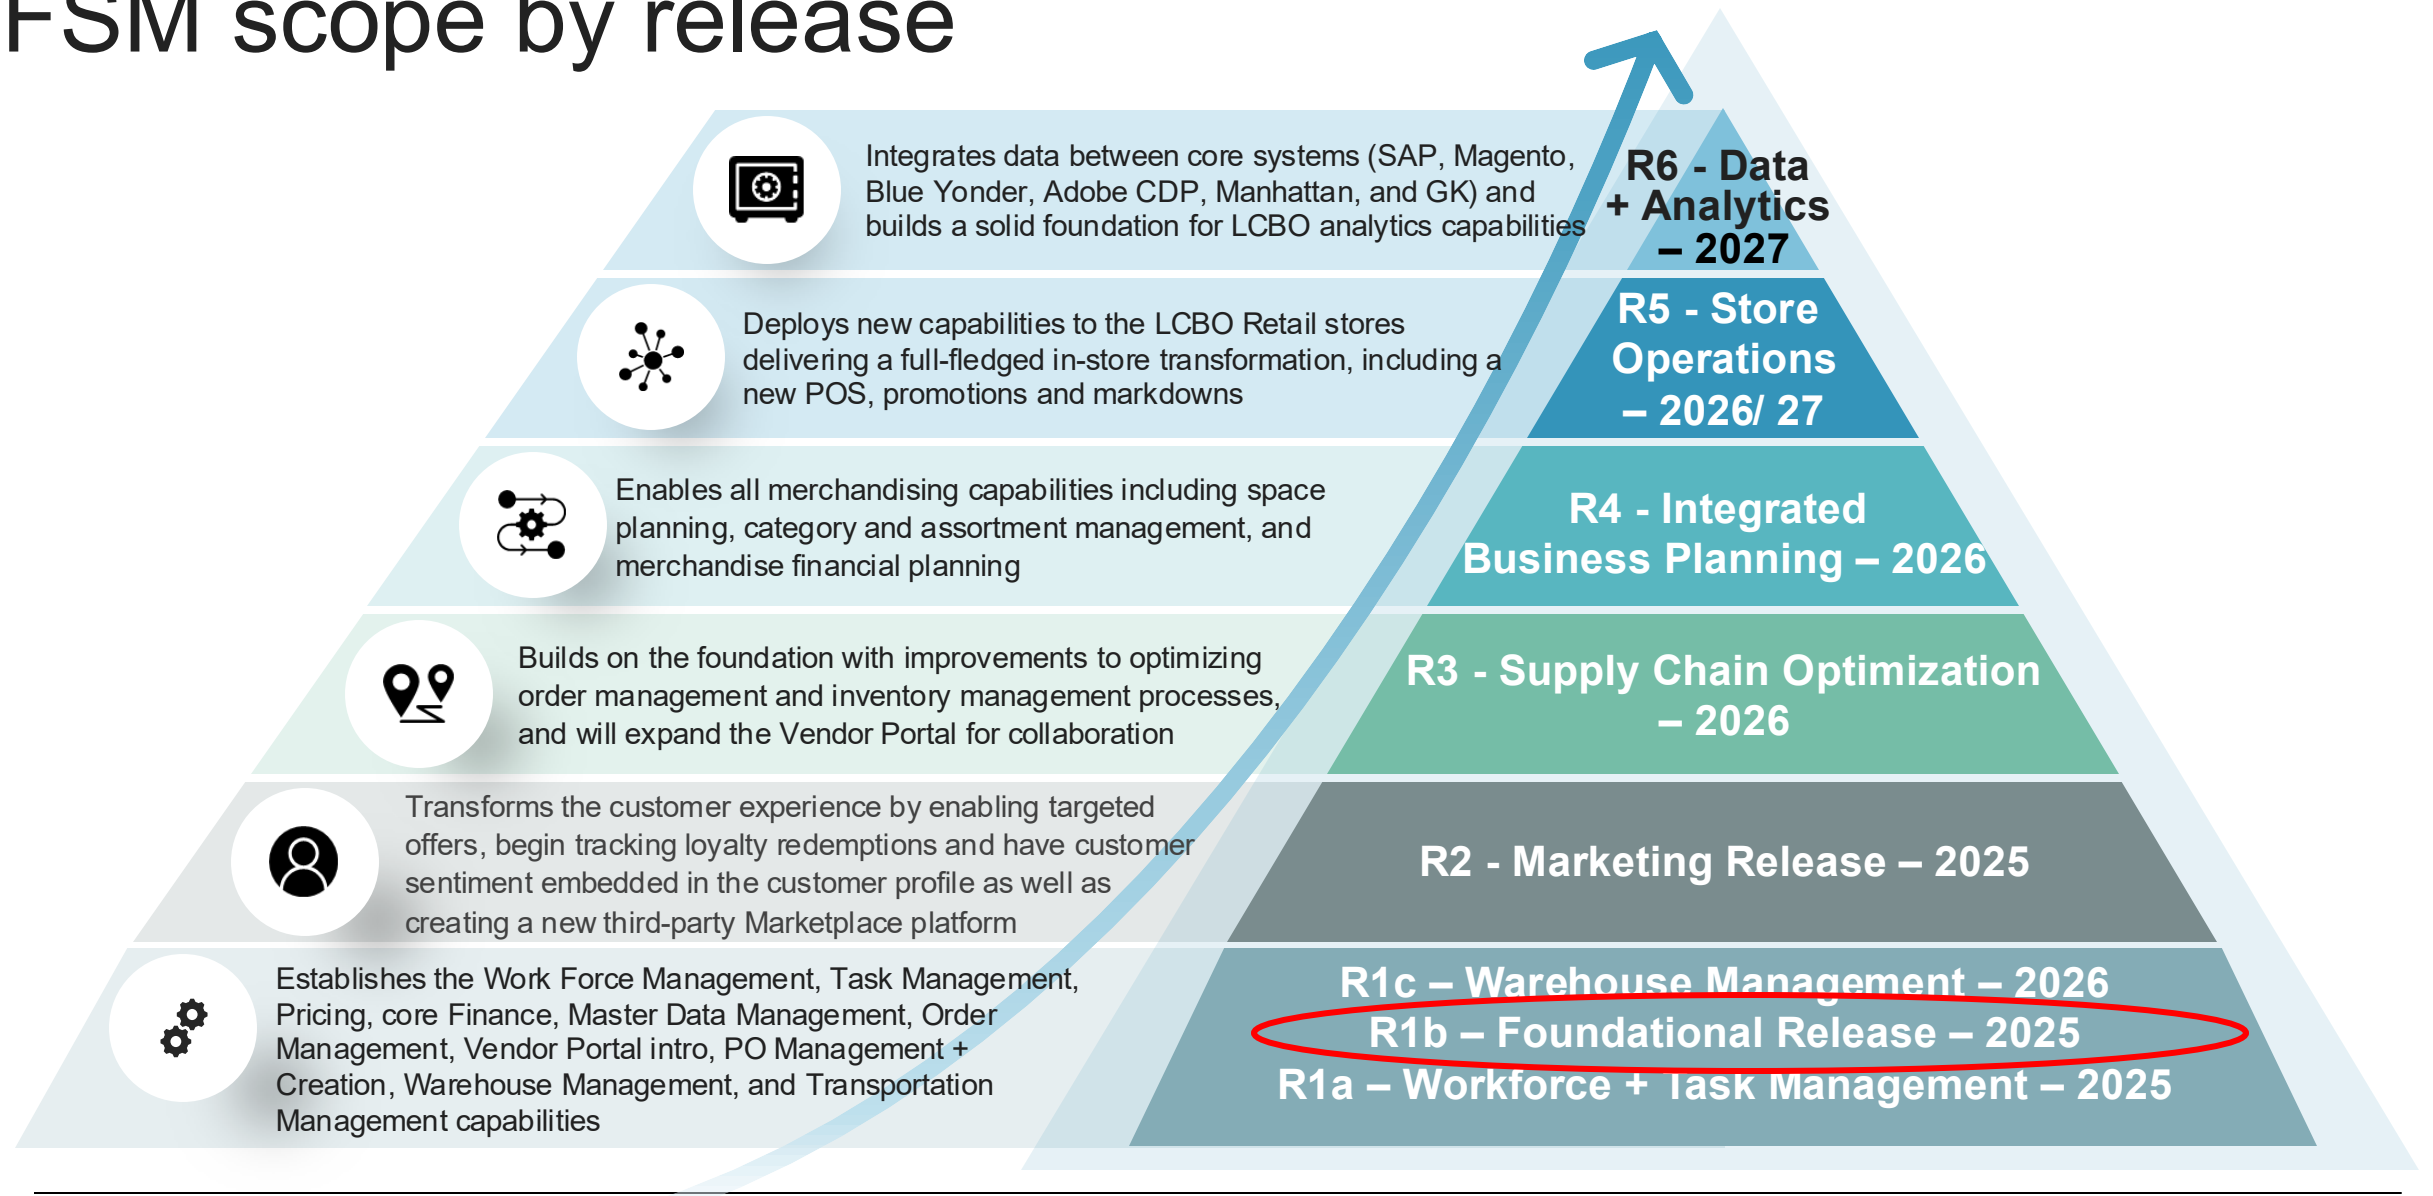 FSM scope by release
Integrates data between core systems (SAP, Magento,
Blue Yonder, Adobe CDP, Manhattan, and GK) and
builds a solid foundation for LCBO analytics capabilities
R6 - Data
+ Analytics
– 2027
Deploys new capabilities to the LCBO Retail stores
delivering a full-fledged in-store transformation, including a
new POS, promotions and markdowns
R5 - Store
Operations
– 2026/ 27
Enables all merchandising capabilities including space
planning, category and assortment management, and
merchandise financial planning
R4 - Integrated
Business Planning – 2026
Builds on the foundation with improvements to optimizing
order management and inventory management processes,
and will expand the Vendor Portal for collaboration
R3 - Supply Chain Optimization
– 2026
Transforms the customer experience by enabling targeted
offers, begin tracking loyalty redemptions and have customer
sentiment embedded in the customer profile as well as
creating a new third-party Marketplace platform
R2 - Marketing Release – 2025
Establishes the Work Force Management, Task Management,
Pricing, core Finance, Master Data Management, Order
Management, Vendor Portal intro, PO Management +
Creation, Warehouse Management, and Transportation
Management capabilities
R1c – Warehouse Management – 2026
R1b – Foundational Release – 2025
R1a – Workforce + Task Management – 2025